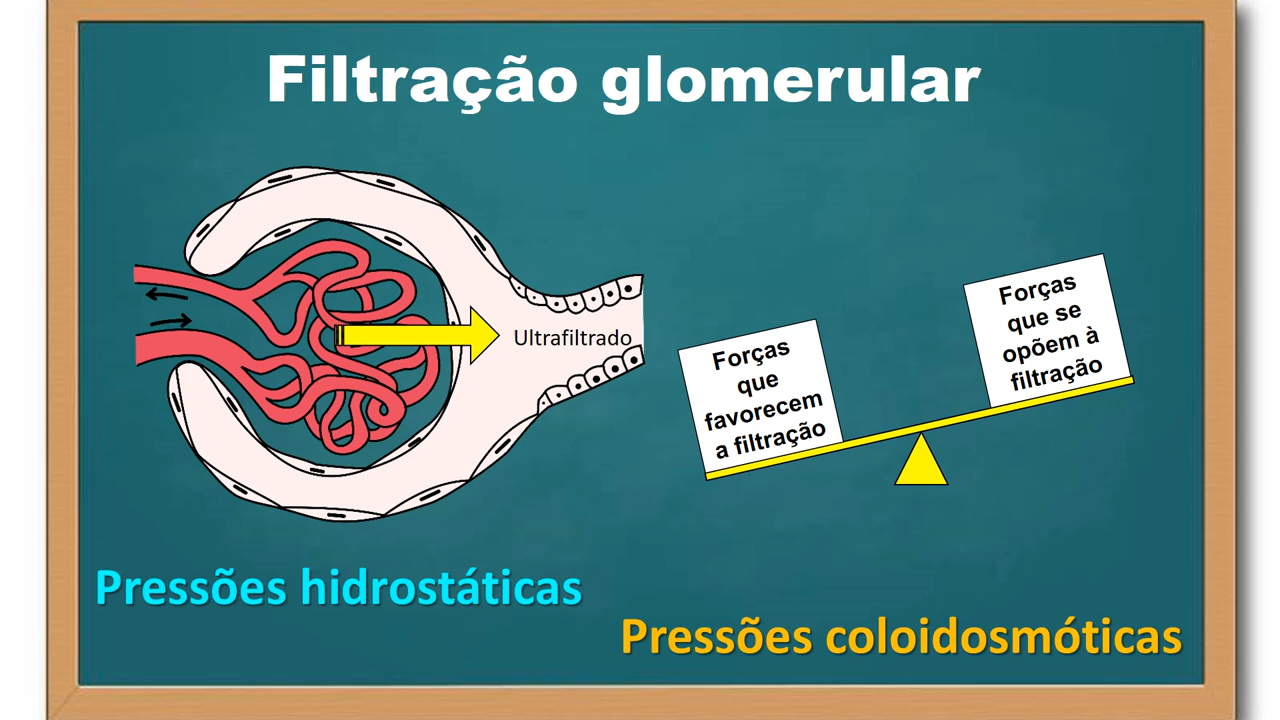 Filtração glomerular
Ultrafiltrado
Forças
que
favorecem
a filtração
Forças
que se
opõem à
filtração
Pressões hidrostáticas
Pressões coloidosmóticas